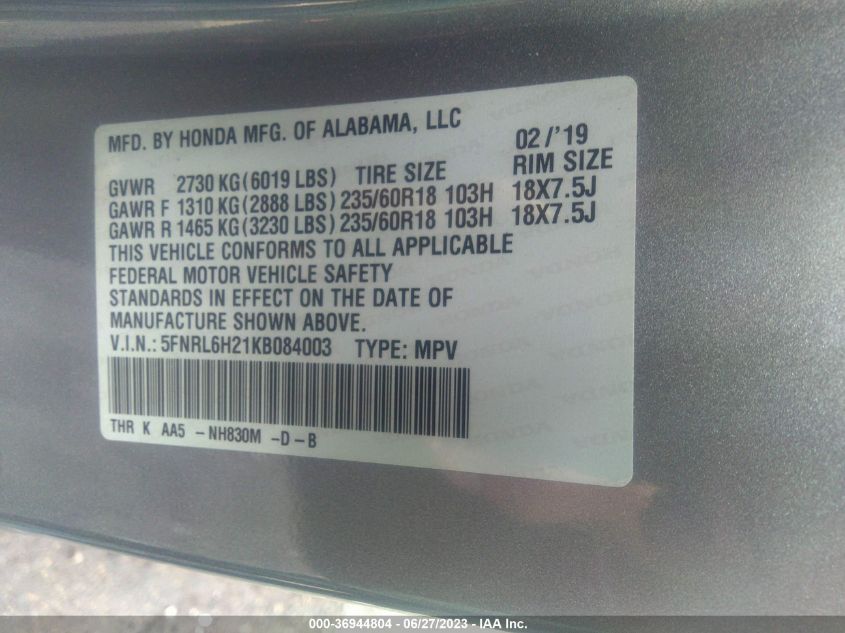 MFD. BY HONDA MFG. OF ALABAMA, LLC 02/'19
GVWR 2730 KG(6019 LBS) TIRE SIZE RIM SIZE
GAWR F 1310 KG(2888 LBS) 235/60R18 103H 18X7.5J
GAWR R 1465 KG(3230 LBS) 235/60R18 103H 18X7.5J
THIS VEHICLE CONFORMS TO ALL APPLICABLE
FEDERAL MOTOR VEHICLE SAFETY
STANDARDS IN EFFECT ON THE DATE OF
MANUFACTURE SHOWN ABOVE.
V.I.N.: 5FNRL6H21KB084003 TYPE: MPV
THR K AA5 -NH830M -D-B
000-36944804 - 06/27/2023 - IAA Inc.